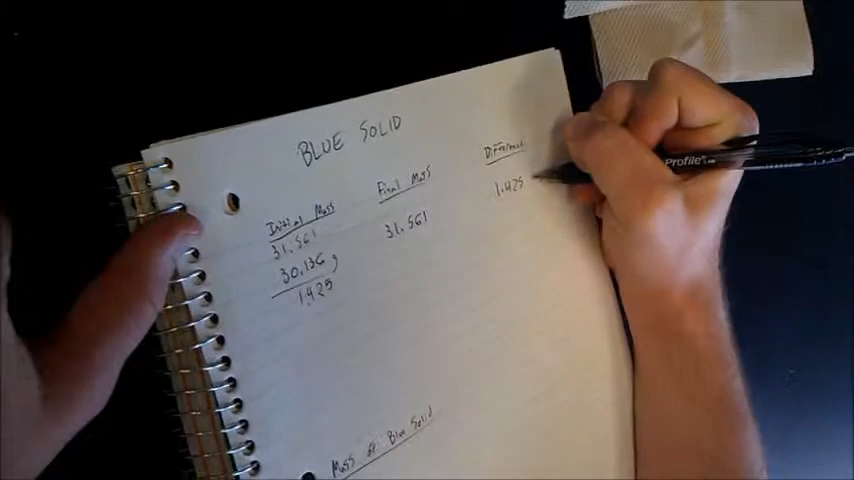 BLUE SOLID
Initial Mass Final Mass Difference
31.561 31.561 1.425
30.136 g
1.425
Mass of Blue Solid
Profile